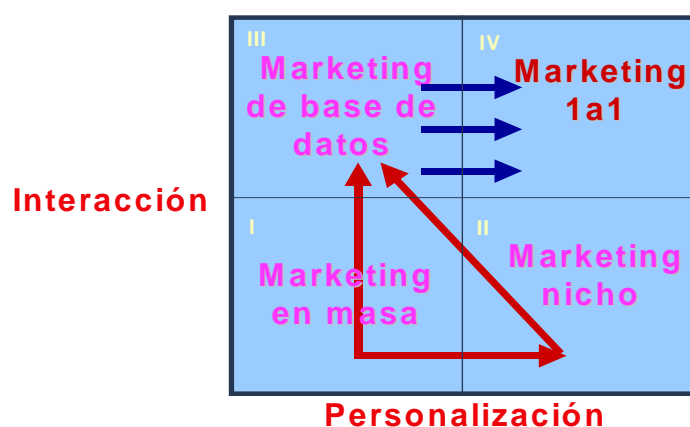 III
Marketing
de base de
datos
IV
Marketing
1a1
Interacción
I
Marketing
en masa
II
Marketing
nicho
Personalización